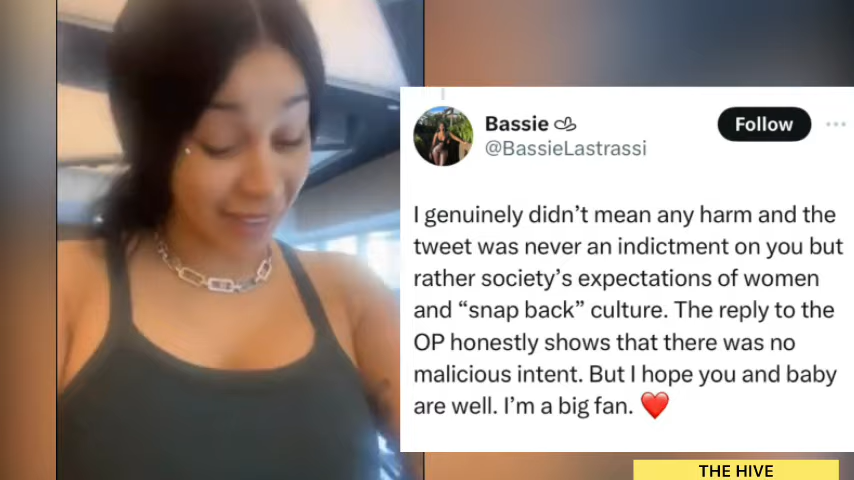 Bassie
@BassieLastrassi
Follow
I genuinely didn’t mean any harm and the
tweet was never an indictment on you but
rather society’s expectations of women
and “snap back” culture. The reply to the
OP honestly shows that there was no
malicious intent. But I hope you and baby
are well. I’m a big fan. ❤️
THE HIVE